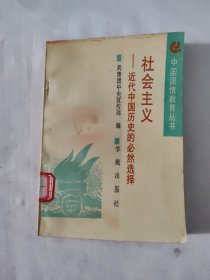 中国国情教育丛书
社会主义
——近代中国历史的必然选择
共青团中央宣传部 编
学苑出版社